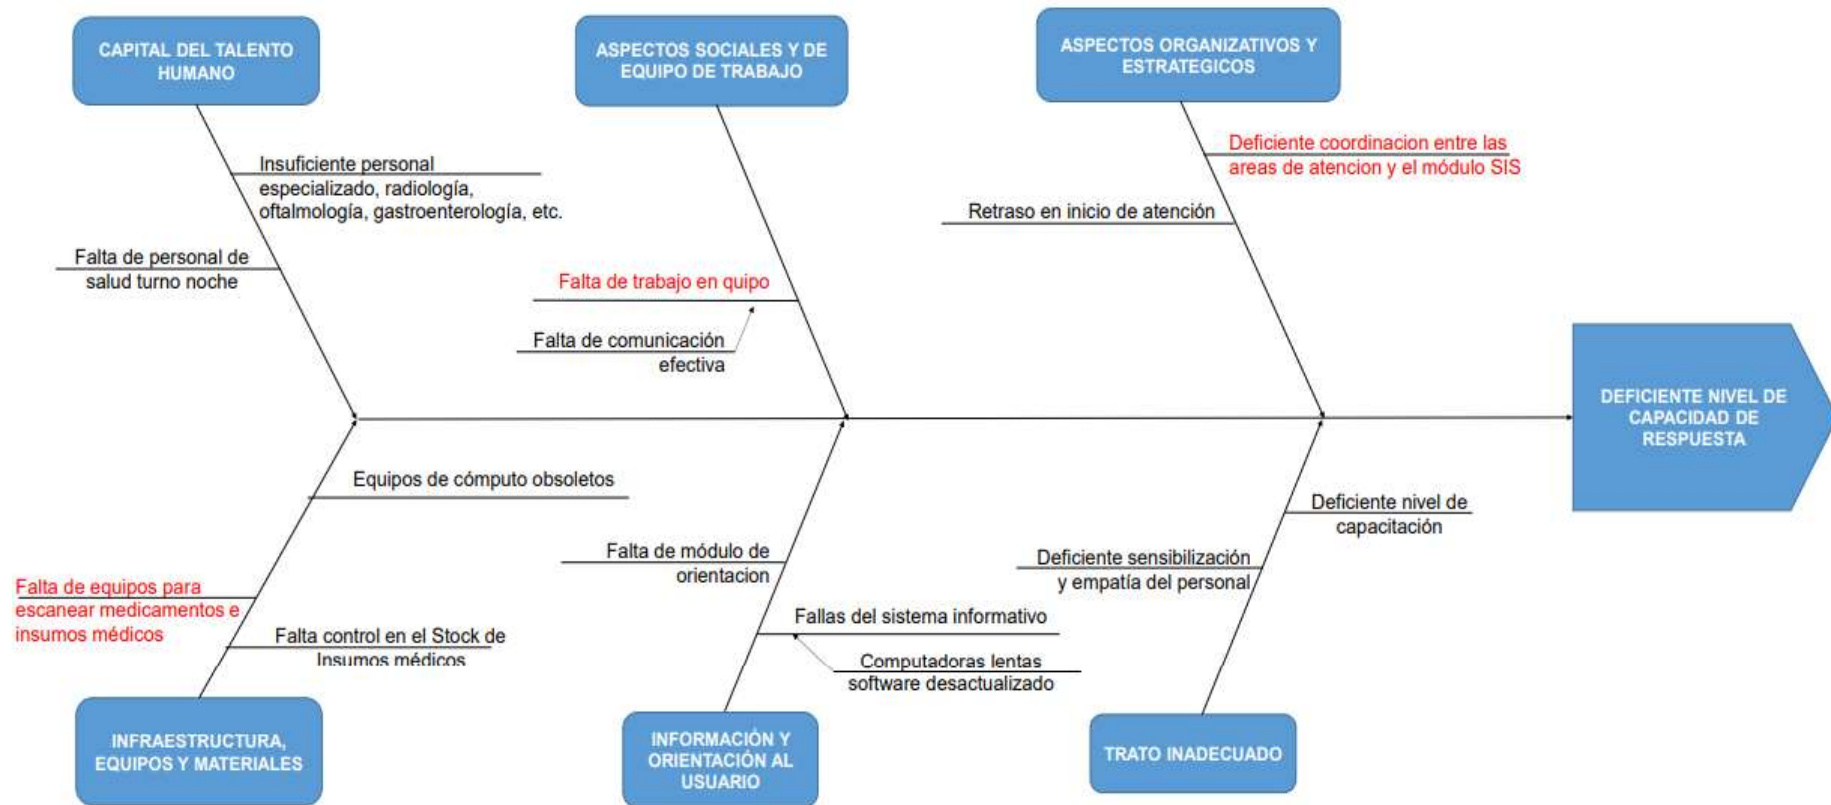 CAPITAL DEL TALENTO
HUMANO
ASPECTOS SOCIALES Y DE
EQUIPO DE TRABAJO
ASPECTOS ORGANIZATIVOS Y
ESTRATEGICOS
Insuficiente personal
especializado, radiología,
oftalmología, gastroenterología, etc.
Falta de personal de
salud turno noche
Falta de trabajo en quipo
Falta de comunicación
efectiva
Deficiente coordinacion entre las
areas de atencion y el módulo SIS
Retraso en inicio de atención
DEFICIENTE NIVEL DE
CAPACIDAD DE
RESPUESTA
Equipos de cómputo obsoletos
Falta de equipos para
escanear medicamentos e
insumos médicos
Falta control en el Stock de
Insumos médicos
Falta de módulo de
orientacion
Fallas del sistema informativo
Computadoras lentas
software desactualizado
Deficiente nivel de
capacitación
Deficiente sensibilización
y empatía del personal
INFRAESTRUCTURA,
EQUIPOS Y MATERIALES
INFORMACIÓN Y
ORIENTACIÓN AL
USUARIO
TRATO INADECUADO